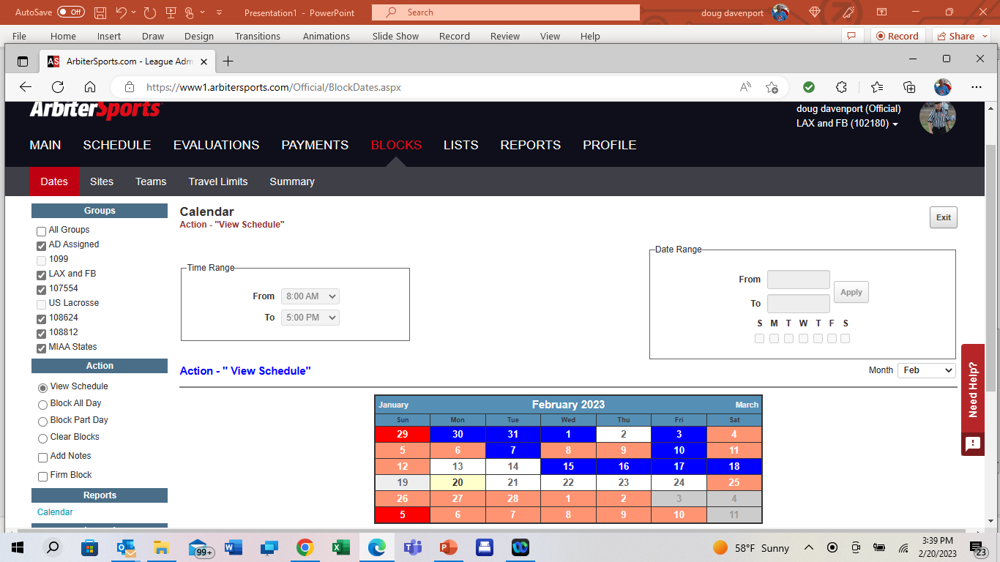 AutoSave Off Presentation1 - PowerPoint Search doug davenport
File Home Insert Draw Design Transitions Animations Slide Show Record Review View Help Record Share
AS ArbiterSports.com - League Adm
https://www1.arbitersports.com/Official/BlockDates.aspx
ArbiterSports
doug davenport (Official)
LAX and FB (102180)
MAIN SCHEDULE EVALUATIONS PAYMENTS BLOCKS LISTS REPORTS PROFILE
Dates Sites Teams Travel Limits Summary
Groups
All Groups
AD Assigned
1099
LAX and FB
107554
US Lacrosse
108624
108812
MIAA States
Action
View Schedule
Block All Day
Block Part Day
Clear Blocks
Add Notes
Firm Block
Reports
Calendar
Calendar
Action - "View Schedule"
Exit
Time Range
From 8:00 AM
To 5:00 PM
Date Range
From
To
Apply
S M T W T F S
Action - " View Schedule"
Month Feb
January February 2023 March
Sun Mon Tue Wed Thu Fri Sat
29 30 31 1 2 3 4
5 6 7 8 9 10 11
12 13 14 15 16 17 18
19 20 21 22 23 24 25
26 27 28 1 2 3 4
5 6 7 8 9 10 11
Need Help?
99+
58°F Sunny
3:39 PM
2/20/2023
23